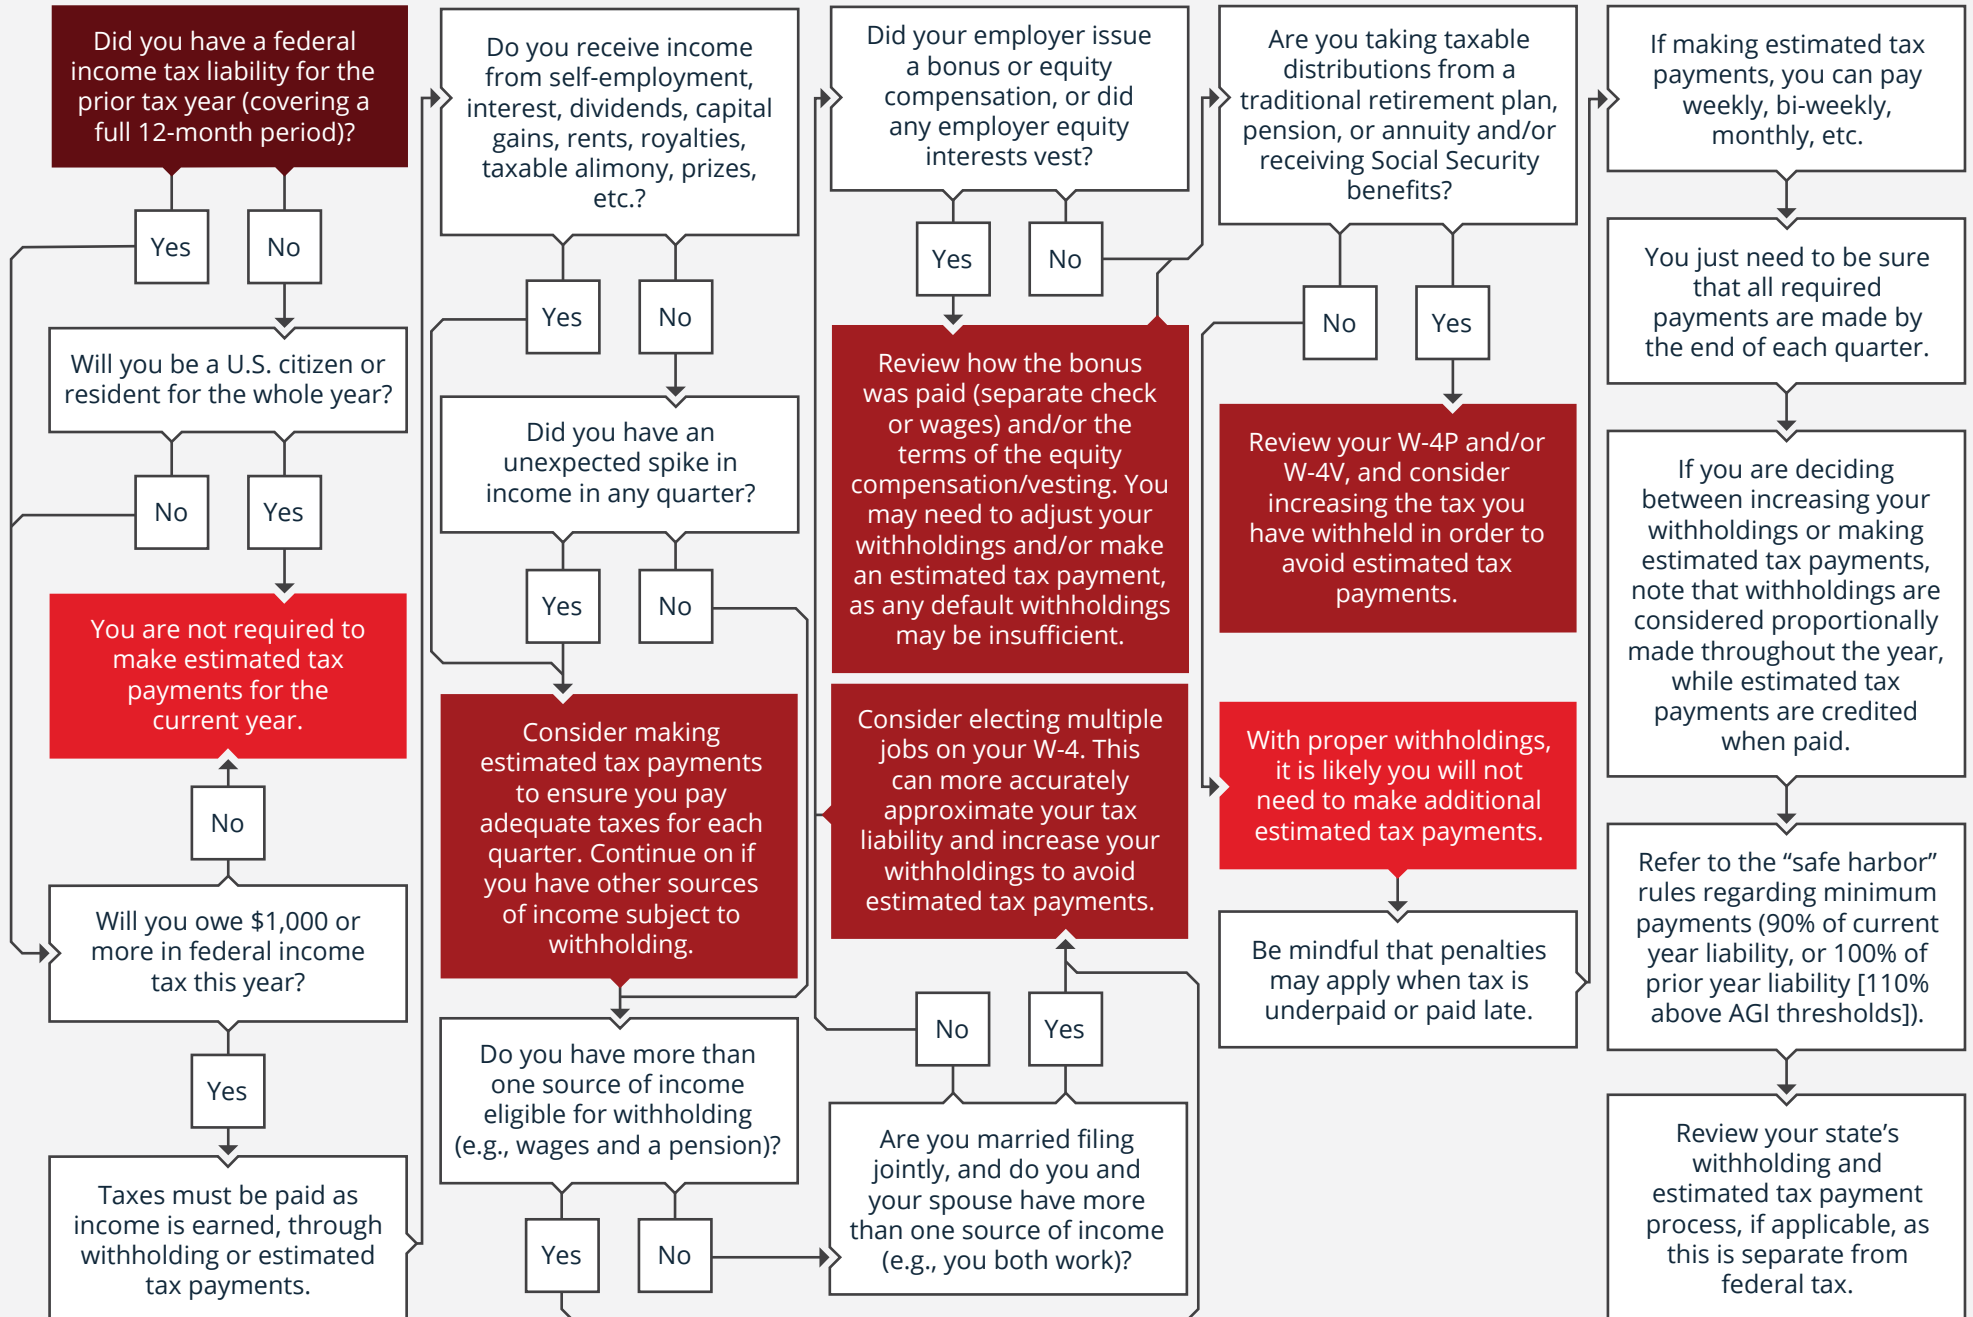 Did you have a federal
income tax liability for the
prior tax year (covering a
full 12-month period)?
Yes
No
Will you be a U.S. citizen or
resident for the whole year?
No
Yes
You are not required to
make estimated tax
payments for the
current year.
No
Will you owe $1,000 or
more in federal income
tax this year?
Yes
Taxes must be paid as
income is earned, through
withholding or estimated
tax payments.
Do you receive income
from self-employment,
interest, dividends, capital
gains, rents, royalties,
taxable alimony, prizes,
etc.?
Yes
No
Did you have an
unexpected spike in
income in any quarter?
Yes
No
Consider making
estimated tax payments
to ensure you pay
adequate taxes for each
quarter. Continue on if
you have other sources
of income subject to
withholding.
Do you have more than
one source of income
eligible for withholding
(e.g., wages and a pension)?
Yes
No
Did your employer issue
a bonus or equity
compensation, or did
any employer equity
interests vest?
Yes
No
Review how the bonus
was paid (separate check
or wages) and/or the
terms of the equity
compensation/vesting. You
may need to adjust your
withholdings and/or make
an estimated tax payment,
as any default withholdings
may be insufficient.
Consider electing multiple
jobs on your W-4. This
can more accurately
approximate your tax
liability and increase your
withholdings to avoid
estimated tax payments.
No
Yes
Are you married filing
jointly, and do you and
your spouse have more
than one source of income
(e.g., you both work)?
Are you taking taxable
distributions from a
traditional retirement plan,
pension, or annuity and/or
receiving Social Security
benefits?
No
Yes
Review your W-4P and/or
W-4V, and consider
increasing the tax you
have withheld in order to
avoid estimated tax
payments.
With proper withholdings,
it is likely you will not
need to make additional
estimated tax payments.
Be mindful that penalties
may apply when tax is
underpaid or paid late.
If making estimated tax
payments, you can pay
weekly, bi-weekly,
monthly, etc.
You just need to be sure
that all required
payments are made by
the end of each quarter.
If you are deciding
between increasing your
withholdings or making
estimated tax payments,
note that withholdings are
considered proportionally
made throughout the year,
while estimated tax
payments are credited
when paid.
Refer to the “safe harbor”
rules regarding minimum
payments (90% of current
year liability, or 100% of
prior year liability [110%
above AGI thresholds]).
Review your state’s
withholding and
estimated tax payment
process, if applicable, as
this is separate from
federal tax.